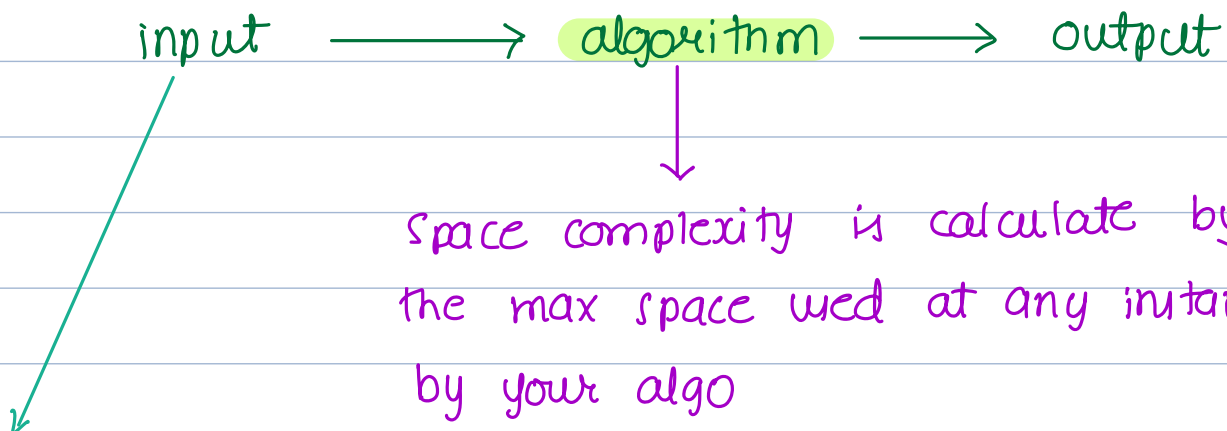 input → algorithm → output
space complexity is calculate by
the max space used at any
by your algo